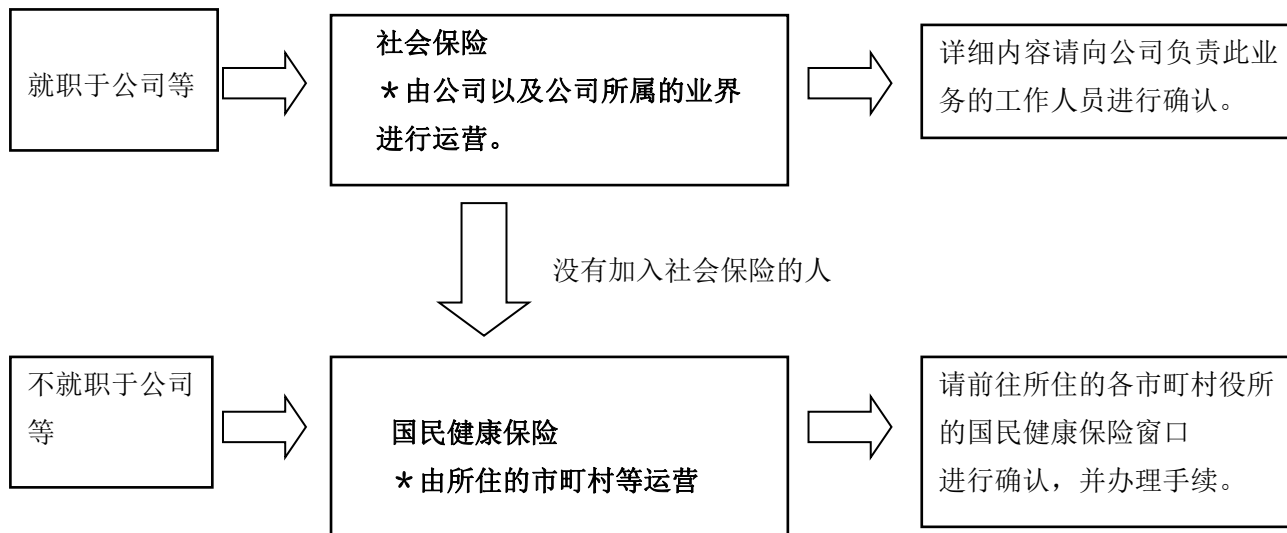 就职于公司等
社会保险
＊由公司以及公司所属的业界
进行运营。
详细内容请向公司负责此业
务的工作人员进行确认。
没有加入社会保险的人
不就职于公司
等
国民健康保险
＊由所住的市町村等运营
请前往所住的各市町村役所
的国民健康保险窗口
进行确认，并办理手续。